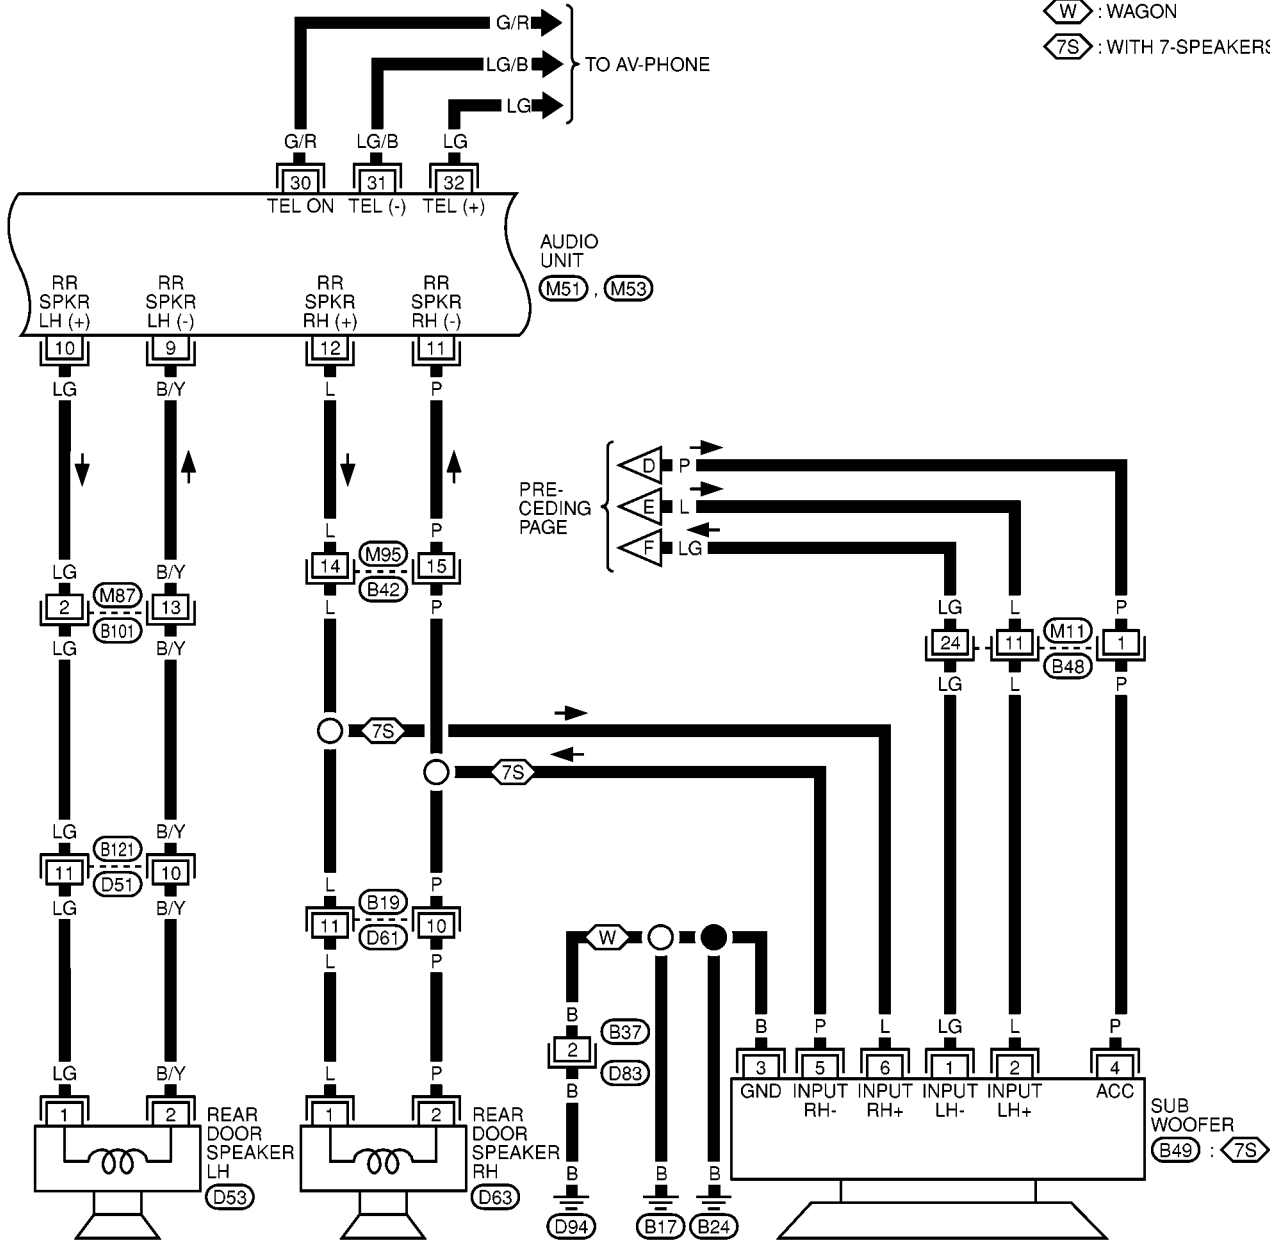 W : WAGON
7S : WITH 7-SPEAKERS
G/R
LG/B
LG
TO AV-PHONE
G/R LG/B LG
30 31 32
TEL ON TEL (-) TEL (+)
AUDIO
UNIT
M51 , M53
RR
SPKR
LH (+)
RR
SPKR
LH (-)
RR
SPKR
RH (+)
RR
SPKR
RH (-)
10 9 12 11
LG B/Y L P
PRE-
CEDING
PAGE
D P
E L
F LG
L P
14 M95 15
B42
L P
LG B/Y
2 M87 13
B101
LG B/Y
LG L P
24 11 M11 1
B48
LG L P
7S
7S
LG B/Y
11 B121 10
D51
LG B/Y
L P
11 B19 10
D61
L P
W
B
2 B37
D83
B
B P L LG L P
3 5 6 1 2 4
GND
INPUT
RH-
INPUT
RH+
INPUT
LH-
INPUT
LH+
ACC
SUB
WOOFER
B49 : 7S
LG B/Y L P
1 2
REAR
DOOR
SPEAKER
LH
D53
1 2
REAR
DOOR
SPEAKER
RH
D63
B B B
D94 B17 B24